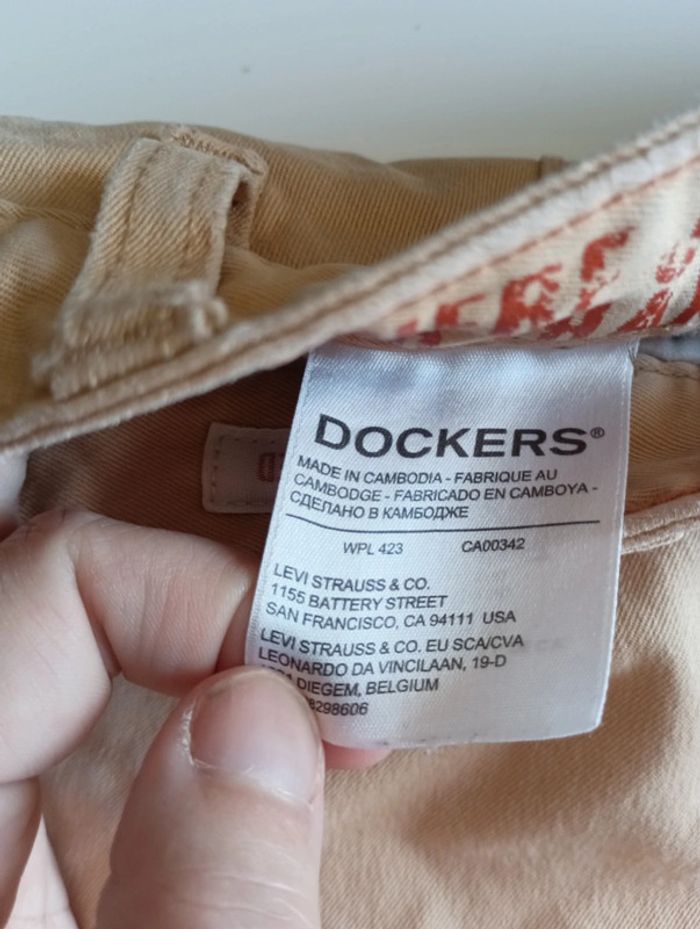 DOCKERS®
MADE IN CAMBODIA - FABRIQUE AU
CAMBODGE - FABRICADO EN CAMBOYA -
СДЕЛАНО В КАМБОДЖЕ
WPL 423 CA00342
LEVI STRAUSS & CO.
1155 BATTERY STREET
SAN FRANCISCO, CA 94111 USA
LEVI STRAUSS & CO. EU SCA/CVA
LEONARDO DA VINCILAAN, 19-D
DIEGEM, BELGIUM
8298606